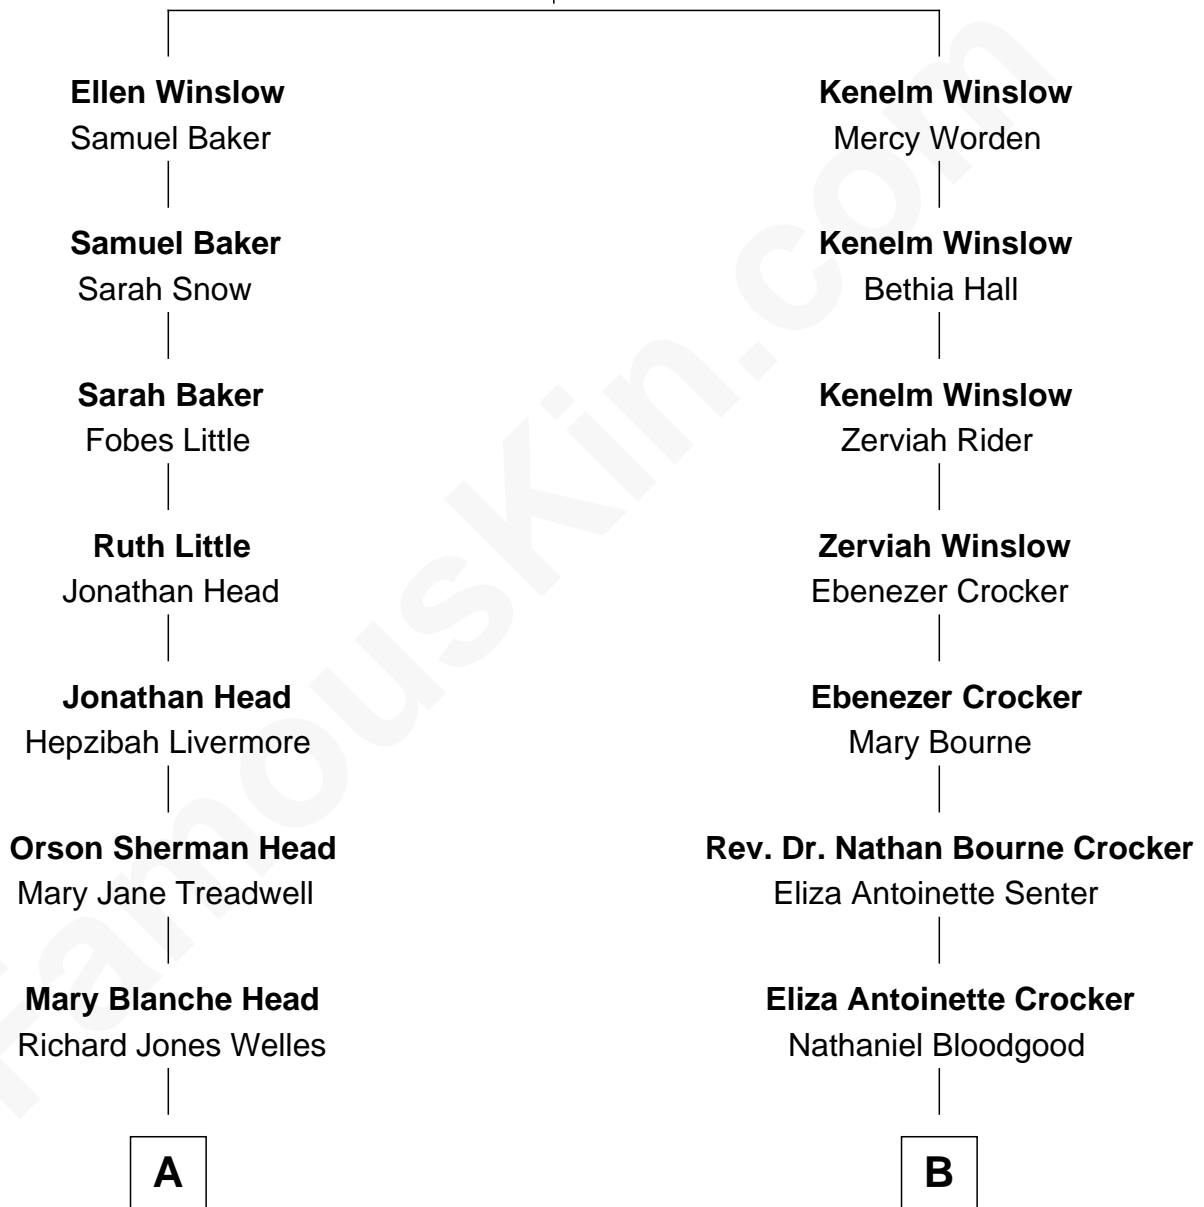 Ellen Winslow
Samuel Baker
Samuel Baker
Sarah Snow
Sarah Baker
Fobes Little
Ruth Little
Jonathan Head
Jonathan Head
Hepzibah Livermore
Orson Sherman Head
Mary Jane Treadwell
Mary Blanche Head
Richard Jones Welles
A
Kenelm Winslow
Mercy Worden
Kenelm Winslow
Bethia Hall
Kenelm Winslow
Zerviah Rider
Zerviah Winslow
Ebenezer Crocker
Ebenezer Crocker
Mary Bourne
Rev. Dr. Nathan Bourne Crocker
Eliza Antoinette Senter
Eliza Antoinette Crocker
Nathaniel Bloodgood
B
FamousKin.com